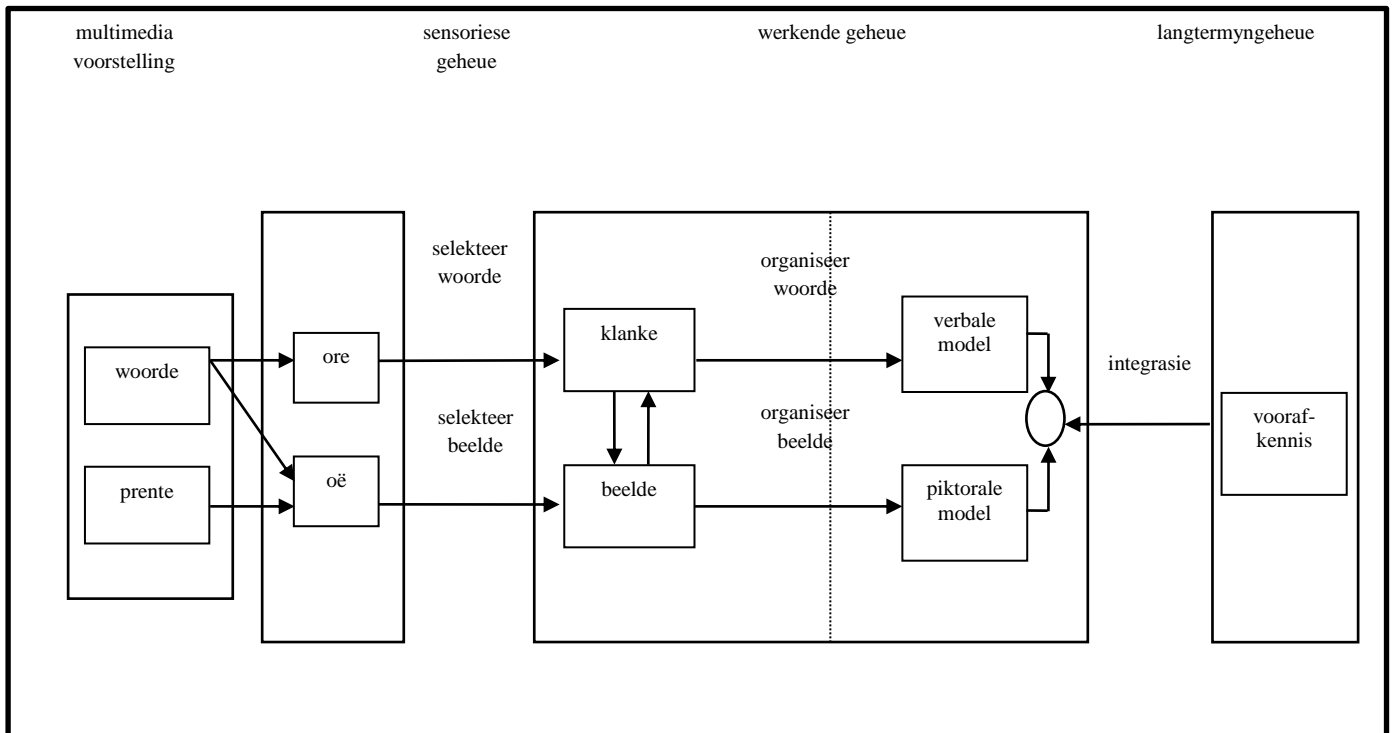 multimedia
voorstelling
sensoriese
geheue
werkende geheue
langtermyngeheue
selekteer
woorde
organiseer
woorde
woorde
ore
klanke
verbale
model
integrasie
selekteer
beelde
organiseer
beelde
vooraf-
kennis
prente
oë
beelde
piktorale
model